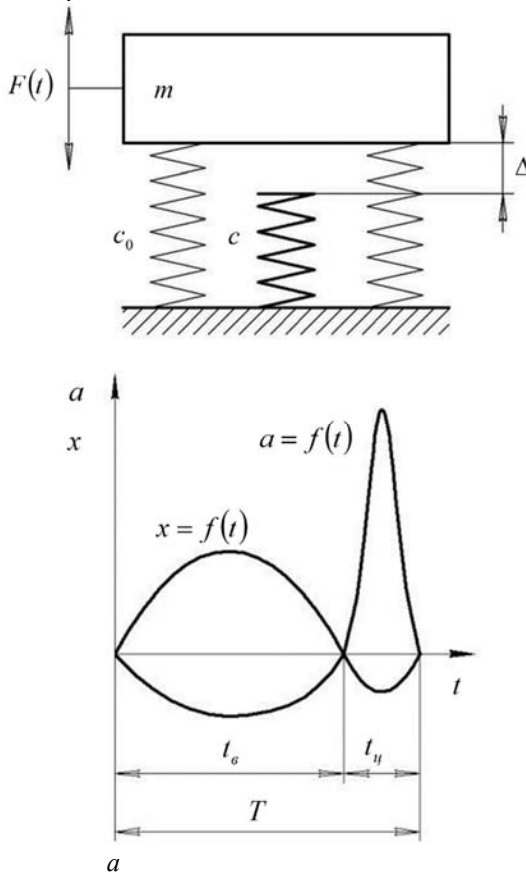 F(t)
m
Δ
c₀
c
a
x
a = f(t)
x = f(t)
t
tв
tц
T
а